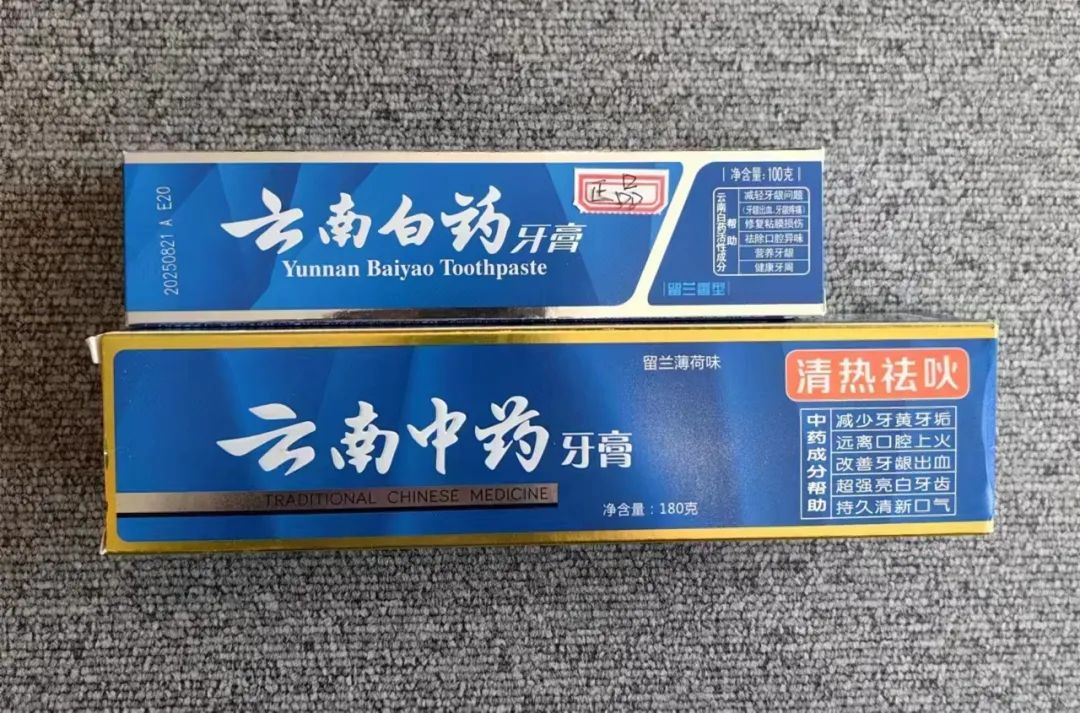 20250821 A E20
云南白药牙膏
Yunnan Baiyao Toothpaste
正品
净含量:100克
云南白药活性成分
帮助
减轻牙龈问题
(牙龈出血、牙龈疼痛)
修复粘膜损伤
祛除口腔异味
营养牙龈
健康牙周
留兰香型
云南中药牙膏
TRADITIONAL CHINESE MEDICINE
留兰薄荷味
净含量:180克
清热祛吙
中药成分帮助
减少牙黄牙垢
远离口腔上火
改善牙龈出血
超强亮白牙齿
持久清新口气